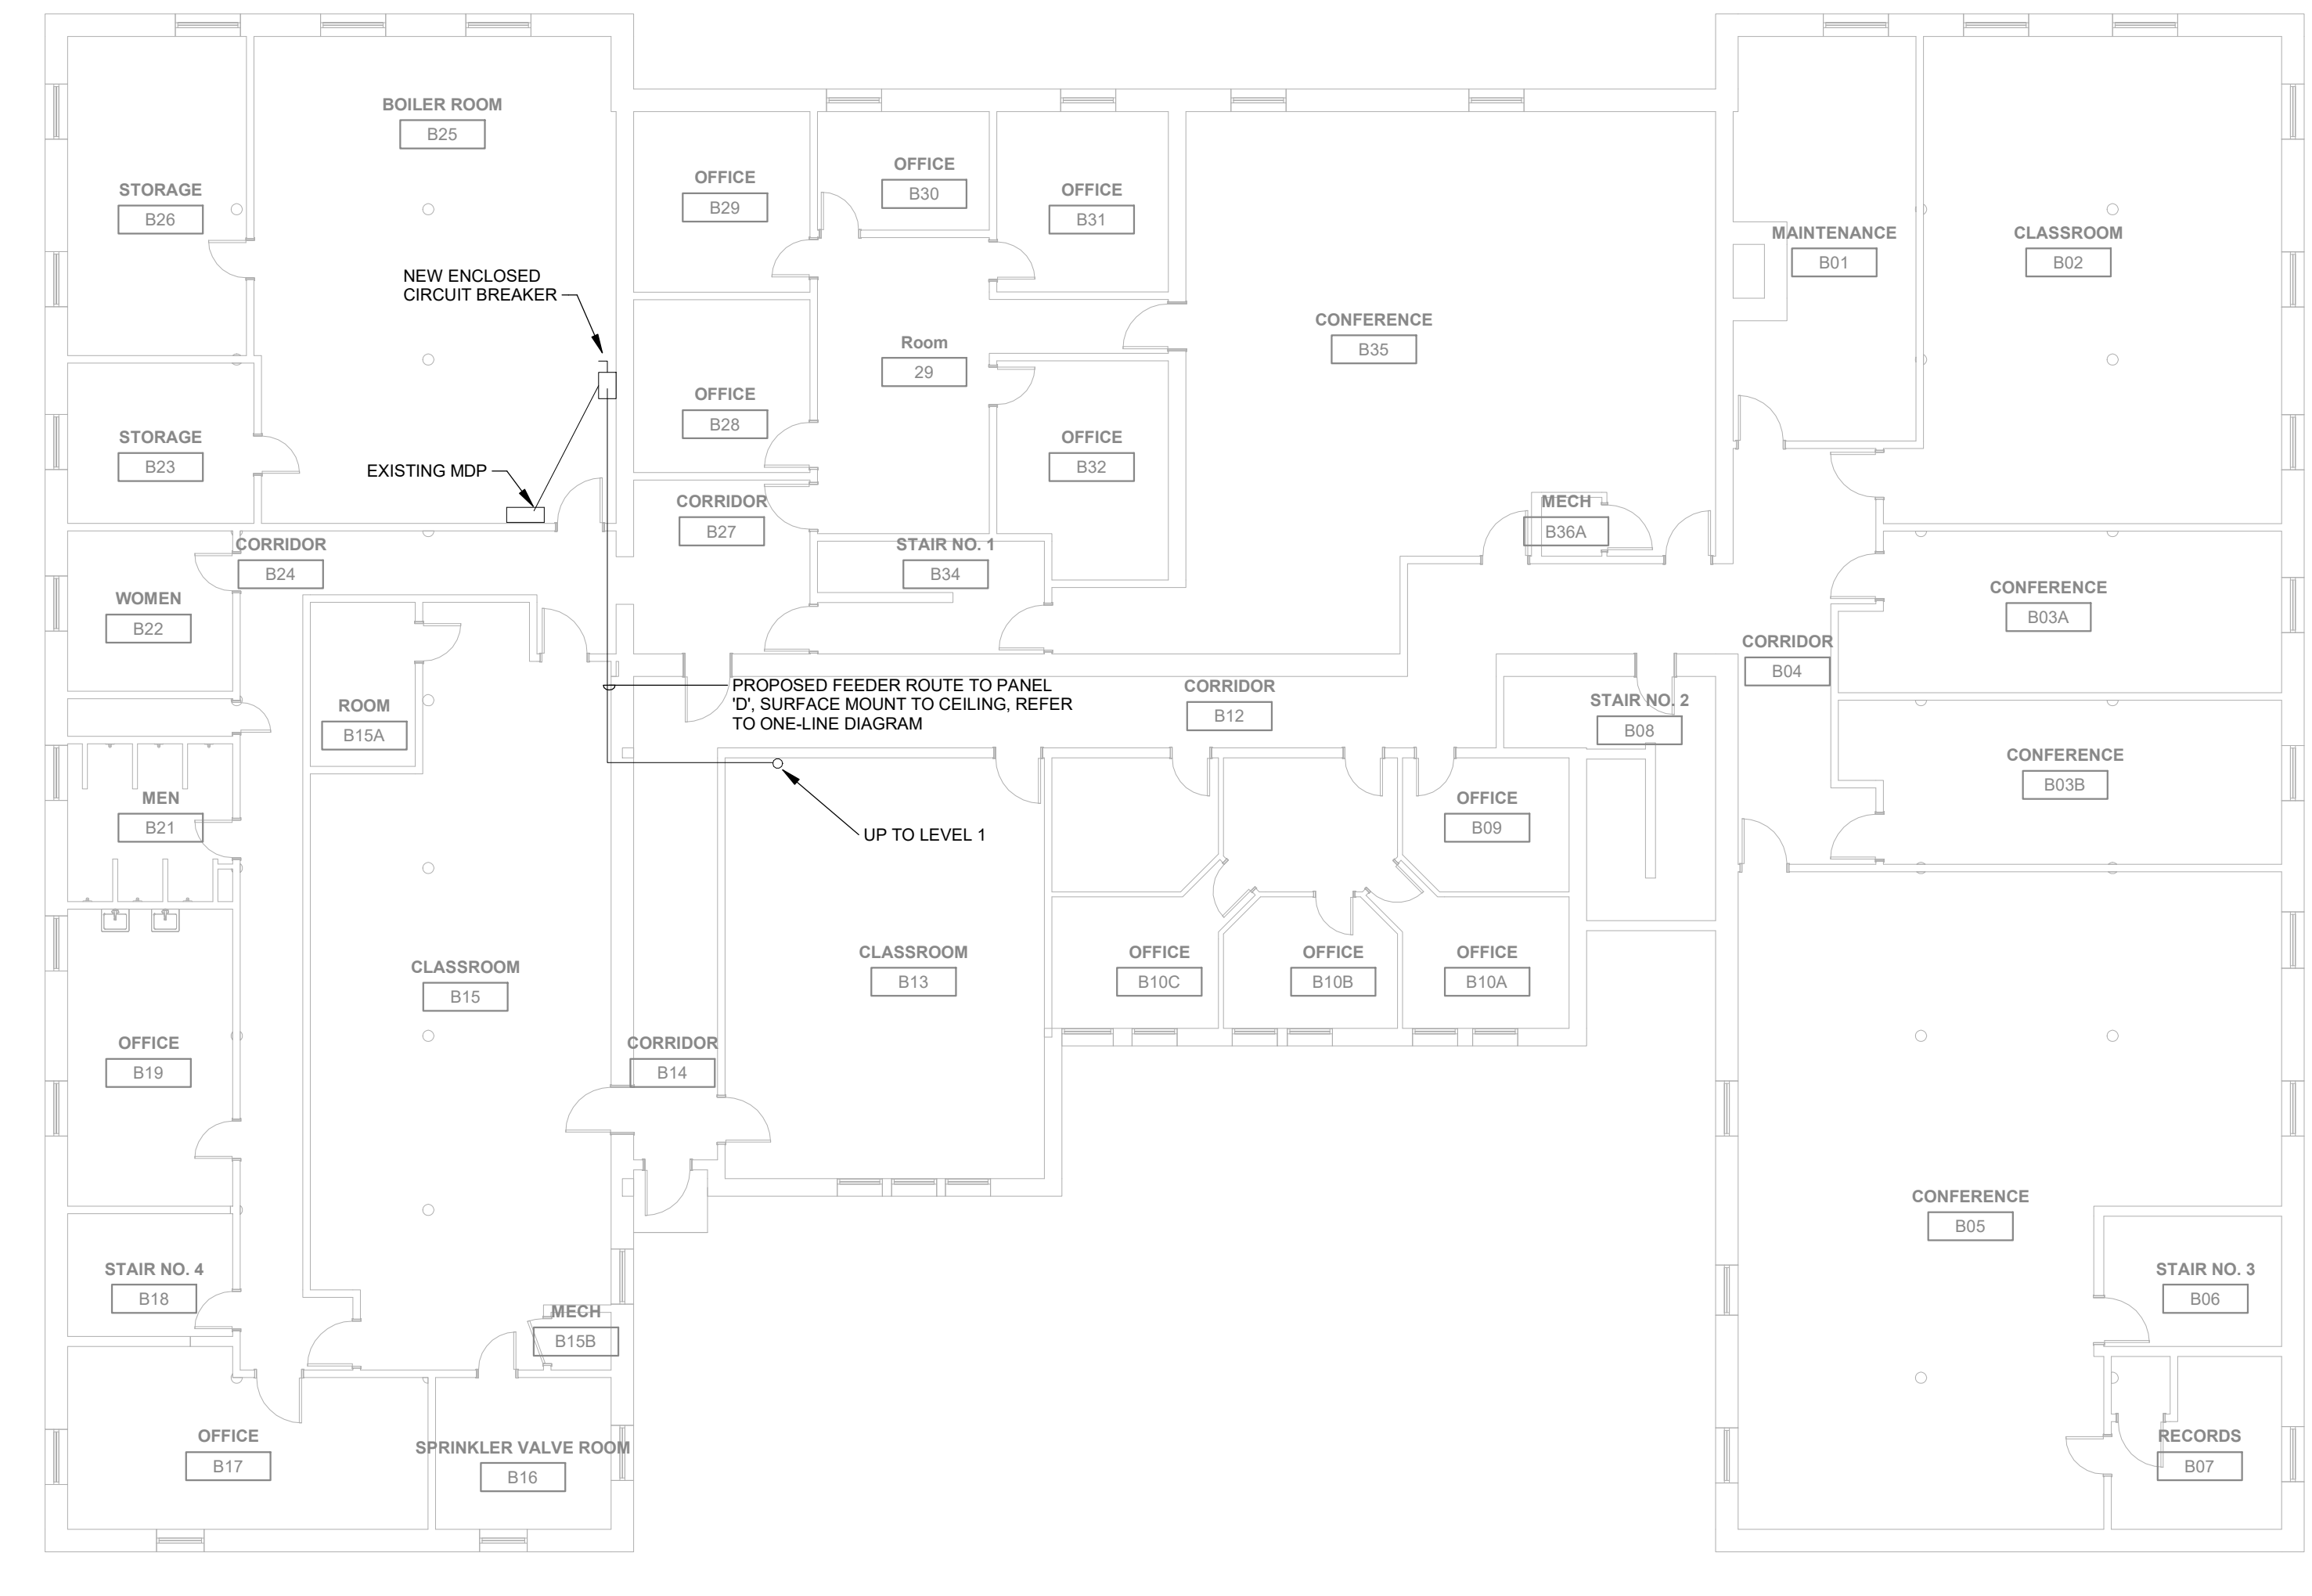 BOILER ROOM
B25
STORAGE
B26
OFFICE
B29
OFFICE
B30
OFFICE
B31
MAINTENANCE
B01
CLASSROOM
B02
NEW ENCLOSED
CIRCUIT BREAKER
CONFERENCE
B35
Room
29
OFFICE
B28
STORAGE
B23
EXISTING MDP
OFFICE
B32
CORRIDOR
B27
MECH
B36A
CORRIDOR
B24
STAIR NO. 1
B34
WOMEN
B22
CONFERENCE
B03A
CORRIDOR
B04
ROOM
B15A
PROPOSED FEEDER ROUTE TO PANEL
'D', SURFACE MOUNT TO CEILING, REFER
TO ONE-LINE DIAGRAM
CORRIDOR
B12
STAIR NO. 2
B08
CONFERENCE
B03B
MEN
B21
UP TO LEVEL 1
OFFICE
B09
CLASSROOM
B15
CLASSROOM
B13
OFFICE
B10C
OFFICE
B10B
OFFICE
B10A
OFFICE
B19
CORRIDOR
B14
CONFERENCE
B05
STAIR NO. 4
B18
STAIR NO. 3
B06
MECH
B15B
OFFICE
B17
SPRINKLER VALVE ROOM
B16
RECORDS
B07